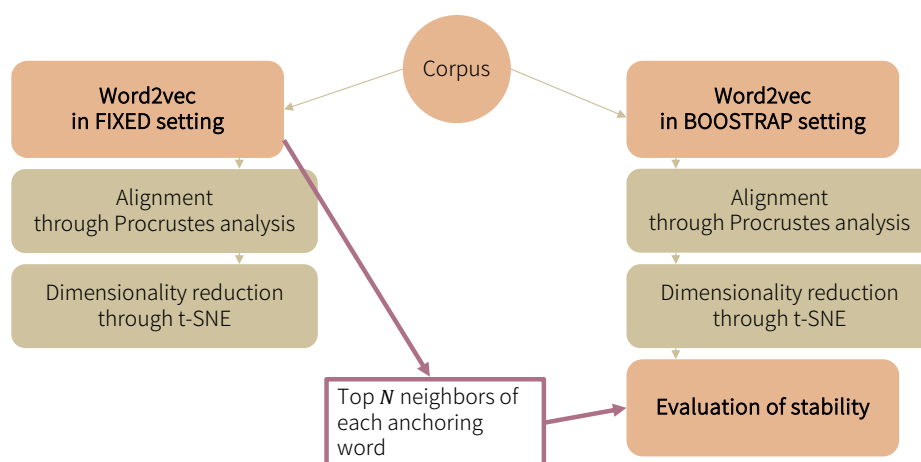 Corpus
Word2vec
in FIXED setting
Alignment
through Procrustes analysis
Dimensionality reduction
through t-SNE
Top N neighbors of
each anchoring
word
Word2vec
in BOOSTRAP setting
Alignment
through Procrustes analysis
Dimensionality reduction
through t-SNE
Evaluation of stability